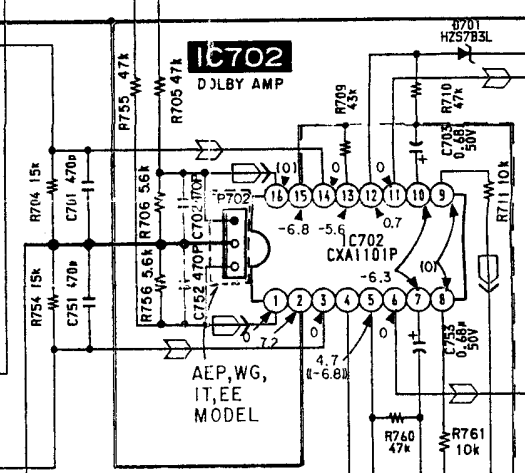 IC702
DOLBY AMP
D701
HZS7B3L
R755 47k
R705 47k
R709
43k
R710
47k
C703
0.68µ
50V
R711 10k
R704 15k
C701 470p
R706 5.6k
C702 470P
P702
(0)
0
0
16 15 14 13 12 11 10 9
-6.8
-5.6
0.7
IC702
CXA1101P
-6.3
(0)
R754 15k
C751 470p
R756 5.6k
C752 470P
1 2 3 4 5 6 7 8
0
7.2
0
4.7
((-6.8))
0
C753
0.68µ
50V
AEP,WG,
IT,EE
MODEL
R760
47k
R761
10k